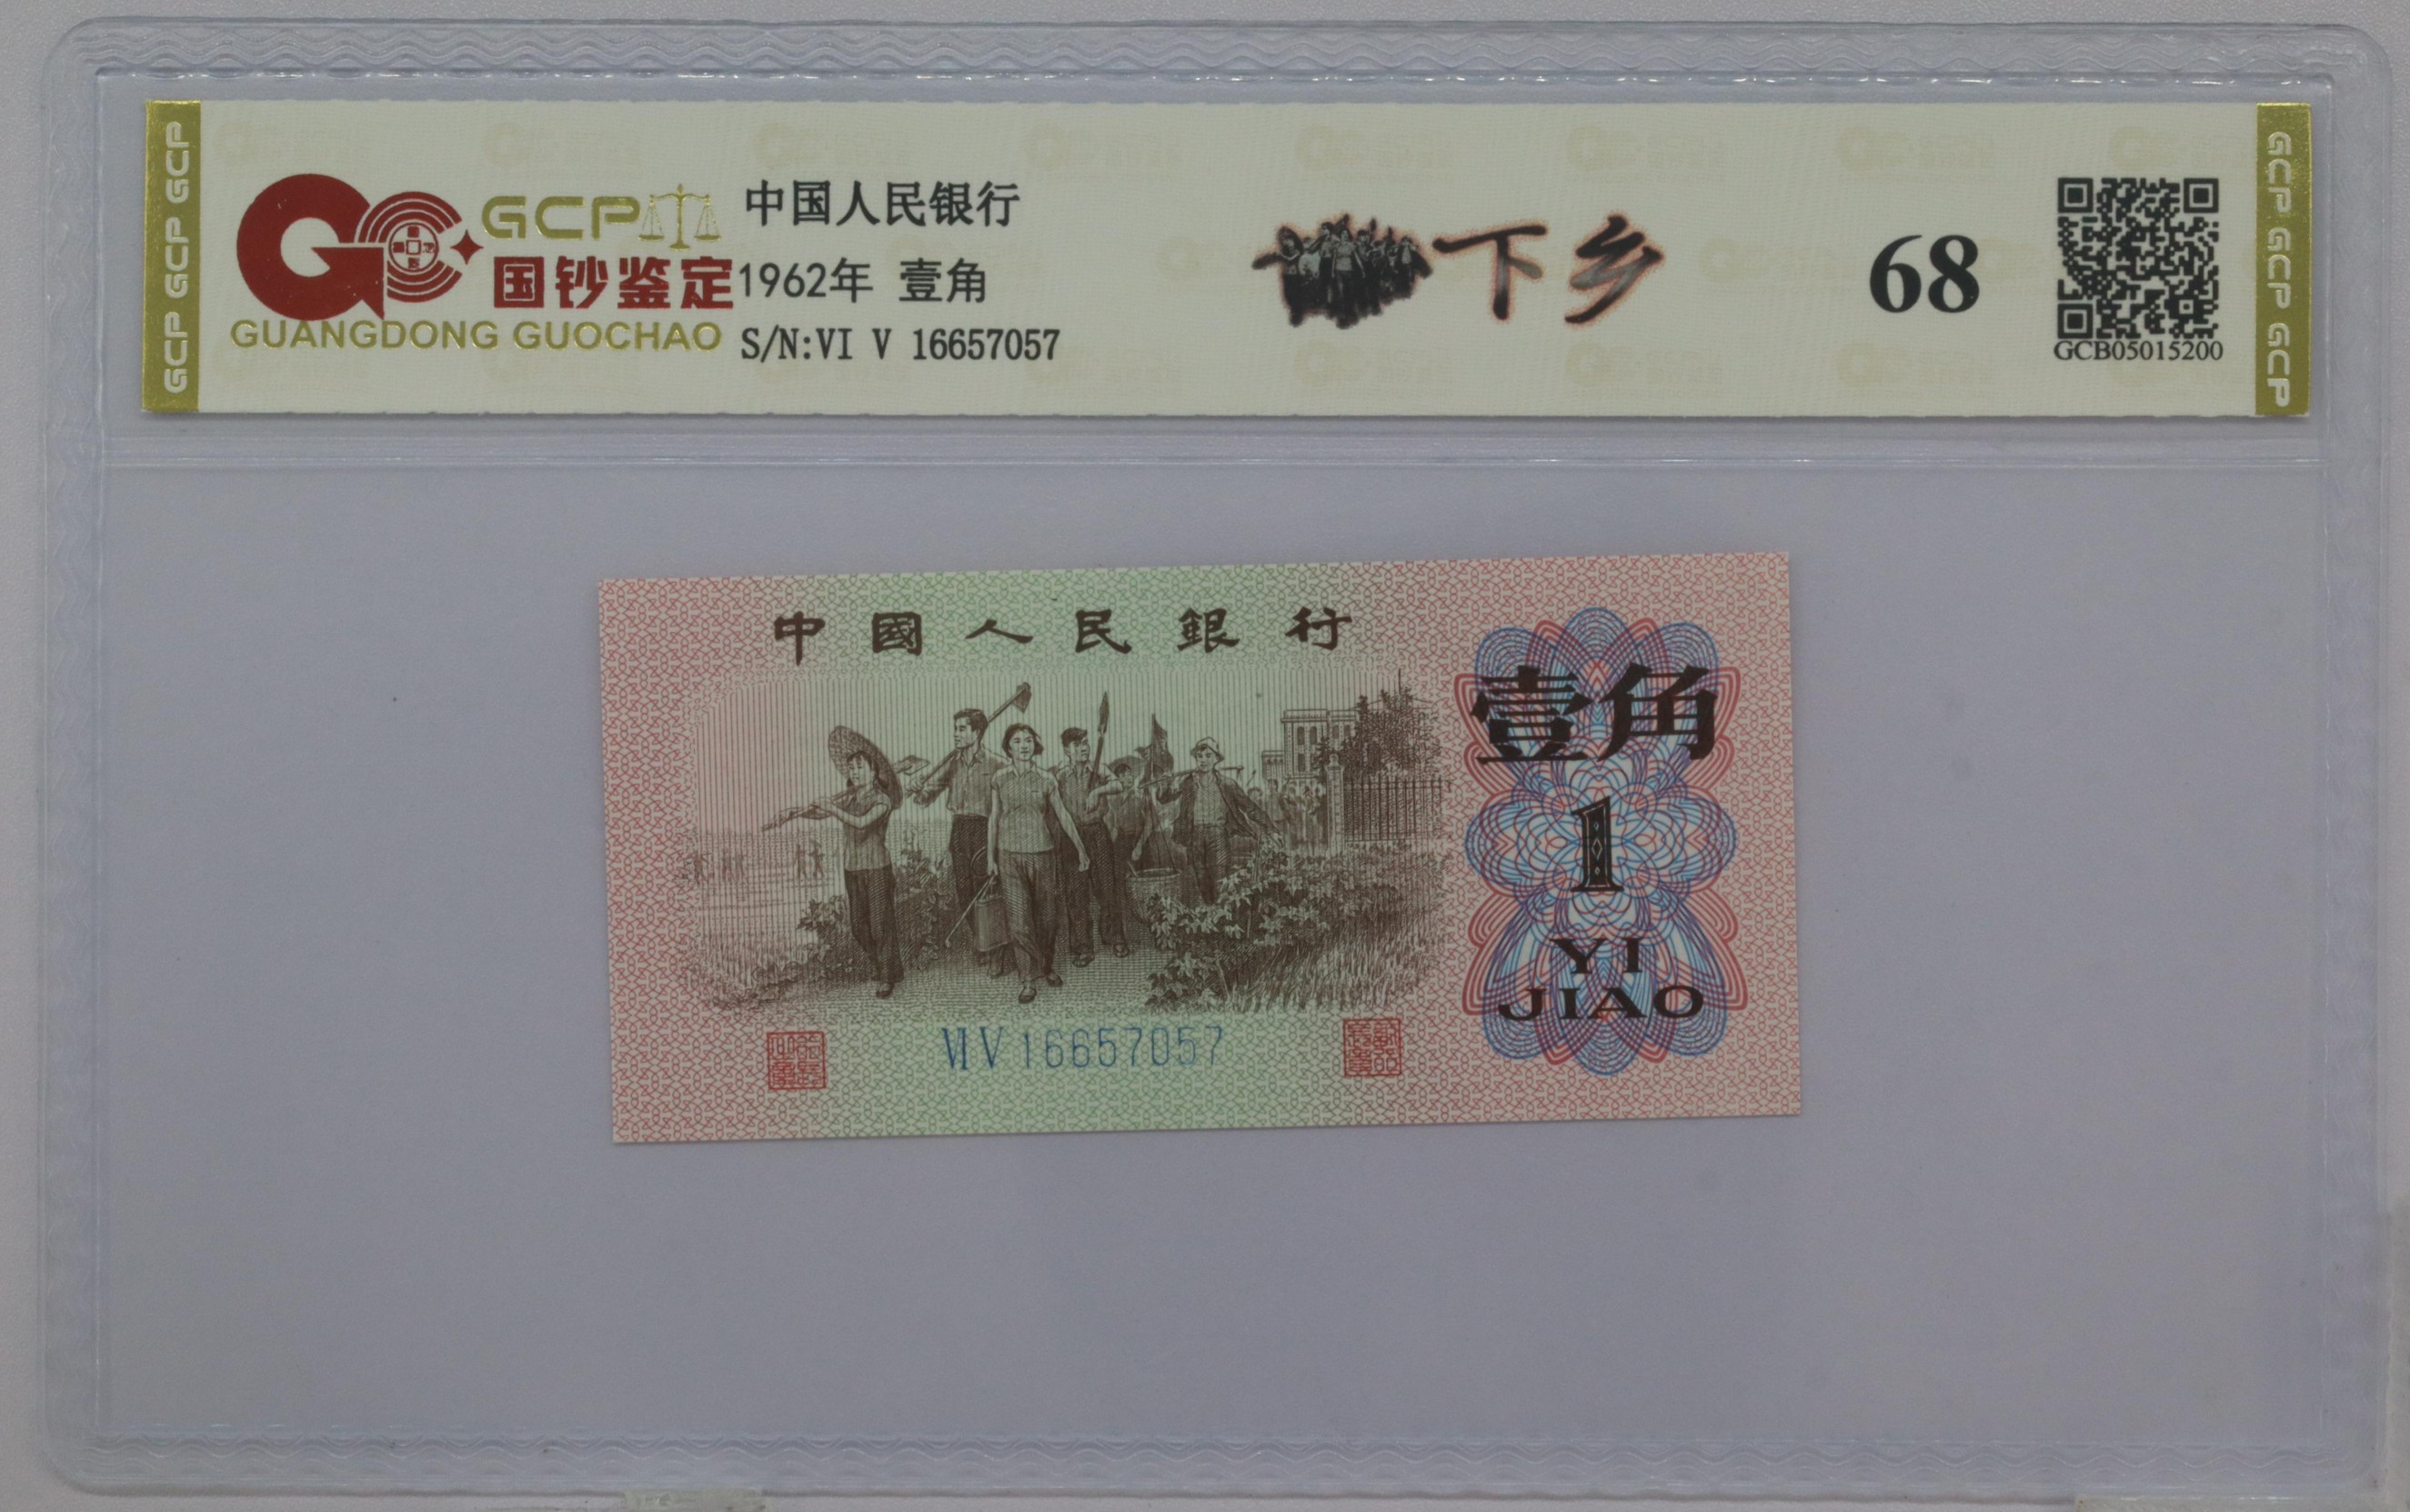 GCP GCP GCP
GCP
国钞鉴定
GUANGDONG GUOCHAO
中国人民银行
1962年 壹角
S/N:VI V 16657057
下乡
68
GCB05015200
GCP GCP GCP
中國人民銀行
壹角
1
YI
JIAO
VI V 16657057